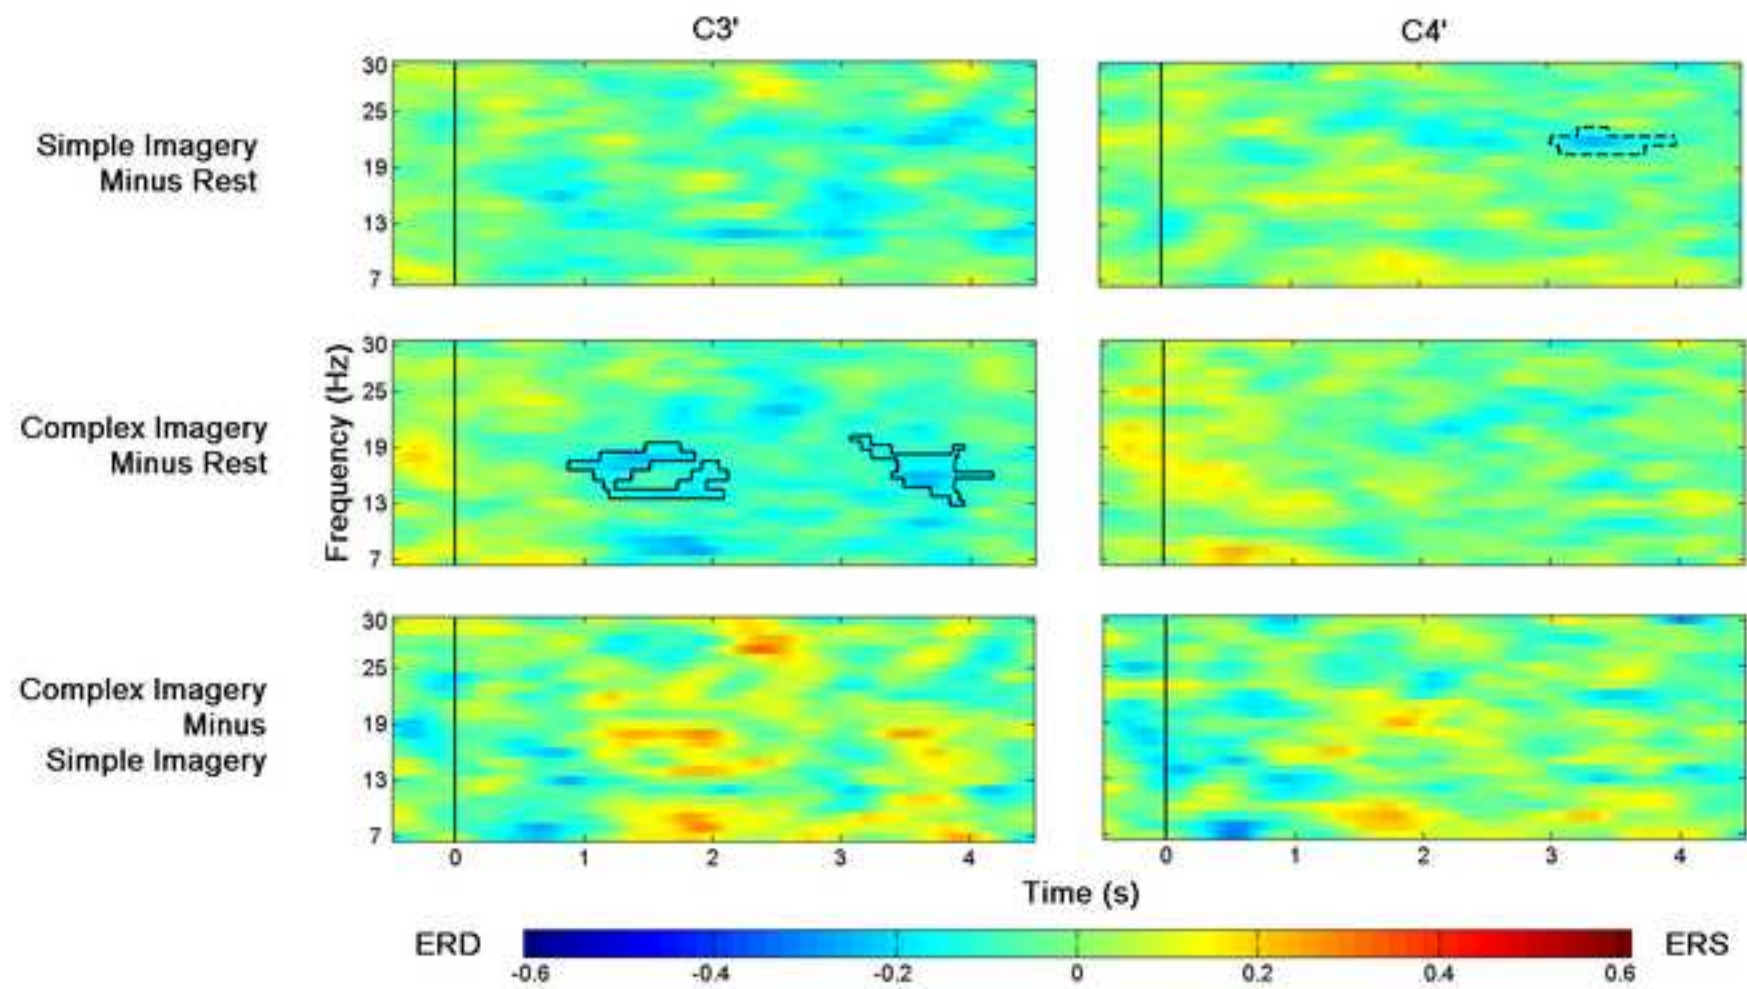 C3' C4'
Simple Imagery
Minus Rest
30
25
19
13
7
Complex Imagery
Minus Rest
Frequency (Hz)
30
25
19
13
7
Complex Imagery
Minus
Simple Imagery
30
25
19
13
7
0 1 2 3 4 0 1 2 3 4
Time (s)
ERD ERS
-0.6 -0.4 -0.2 0 0.2 0.4 0.6